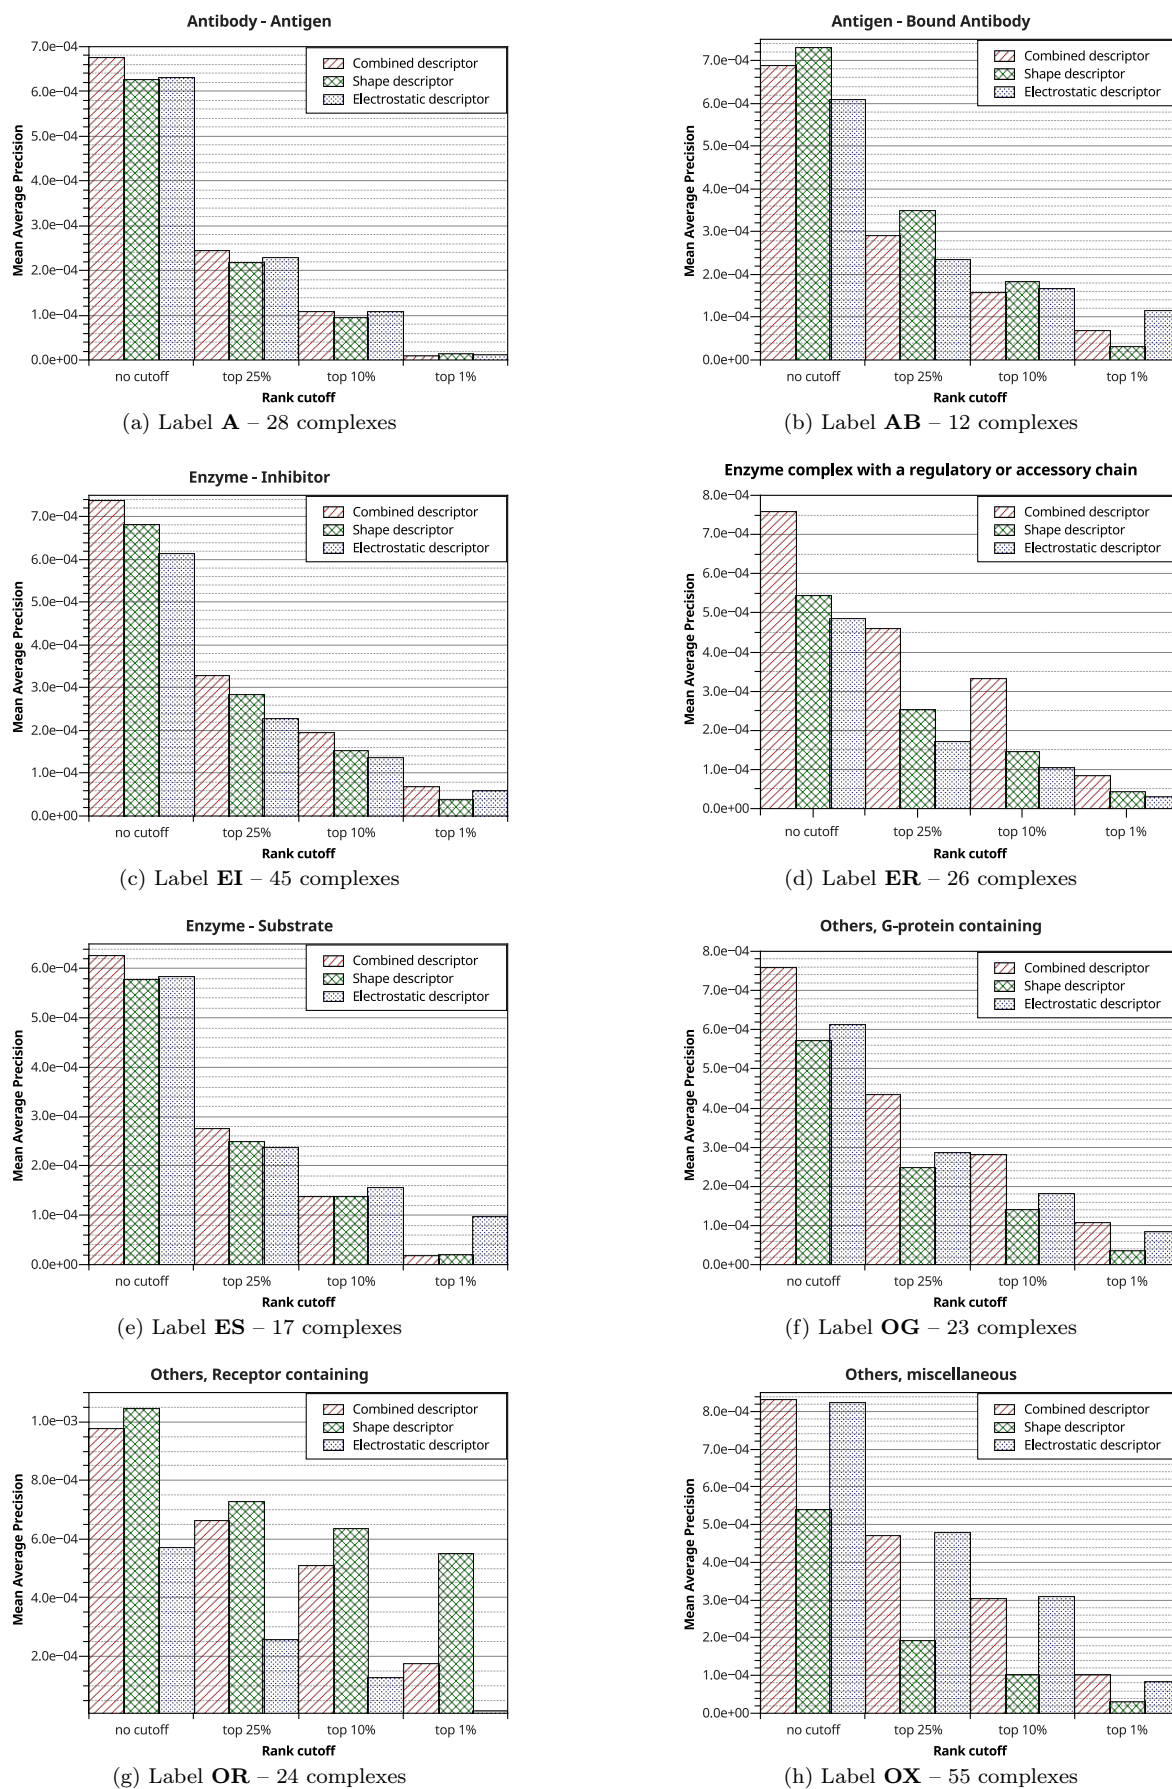 Antibody - Antigen
7.0e−04
6.0e−04
5.0e−04
4.0e−04
3.0e−04
2.0e−04
1.0e−04
0.0e+00
Mean Average Precision
Combined descriptor
Shape descriptor
Electrostatic descriptor
no cutoff top 25% top 10% top 1%
Rank cutoff
(a) Label A – 28 complexes
Antigen - Bound Antibody
7.0e−04
6.0e−04
5.0e−04
4.0e−04
3.0e−04
2.0e−04
1.0e−04
0.0e+00
Mean Average Precision
Combined descriptor
Shape descriptor
Electrostatic descriptor
no cutoff top 25% top 10% top 1%
Rank cutoff
(b) Label AB – 12 complexes
Enzyme - Inhibitor
7.0e−04
6.0e−04
5.0e−04
4.0e−04
3.0e−04
2.0e−04
1.0e−04
0.0e+00
Mean Average Precision
Combined descriptor
Shape descriptor
Electrostatic descriptor
no cutoff top 25% top 10% top 1%
Rank cutoff
(c) Label EI – 45 complexes
Enzyme complex with a regulatory or accessory chain
8.0e−04
7.0e−04
6.0e−04
5.0e−04
4.0e−04
3.0e−04
2.0e−04
1.0e−04
0.0e+00
Mean Average Precision
Combined descriptor
Shape descriptor
Electrostatic descriptor
no cutoff top 25% top 10% top 1%
Rank cutoff
(d) Label ER – 26 complexes
Enzyme - Substrate
6.0e−04
5.0e−04
4.0e−04
3.0e−04
2.0e−04
1.0e−04
0.0e+00
Mean Average Precision
Combined descriptor
Shape descriptor
Electrostatic descriptor
no cutoff top 25% top 10% top 1%
Rank cutoff
(e) Label ES – 17 complexes
Others, G-protein containing
8.0e−04
7.0e−04
6.0e−04
5.0e−04
4.0e−04
3.0e−04
2.0e−04
1.0e−04
0.0e+00
Mean Average Precision
Combined descriptor
Shape descriptor
Electrostatic descriptor
no cutoff top 25% top 10% top 1%
Rank cutoff
(f) Label OG – 23 complexes
Others, Receptor containing
1.0e−03
8.0e−04
6.0e−04
4.0e−04
2.0e−04
Mean Average Precision
Combined descriptor
Shape descriptor
Electrostatic descriptor
no cutoff top 25% top 10% top 1%
Rank cutoff
(g) Label OR – 24 complexes
Others, miscellaneous
8.0e−04
7.0e−04
6.0e−04
5.0e−04
4.0e−04
3.0e−04
2.0e−04
1.0e−04
0.0e+00
Mean Average Precision
Combined descriptor
Shape descriptor
Electrostatic descriptor
no cutoff top 25% top 10% top 1%
Rank cutoff
(h) Label OX – 55 complexes